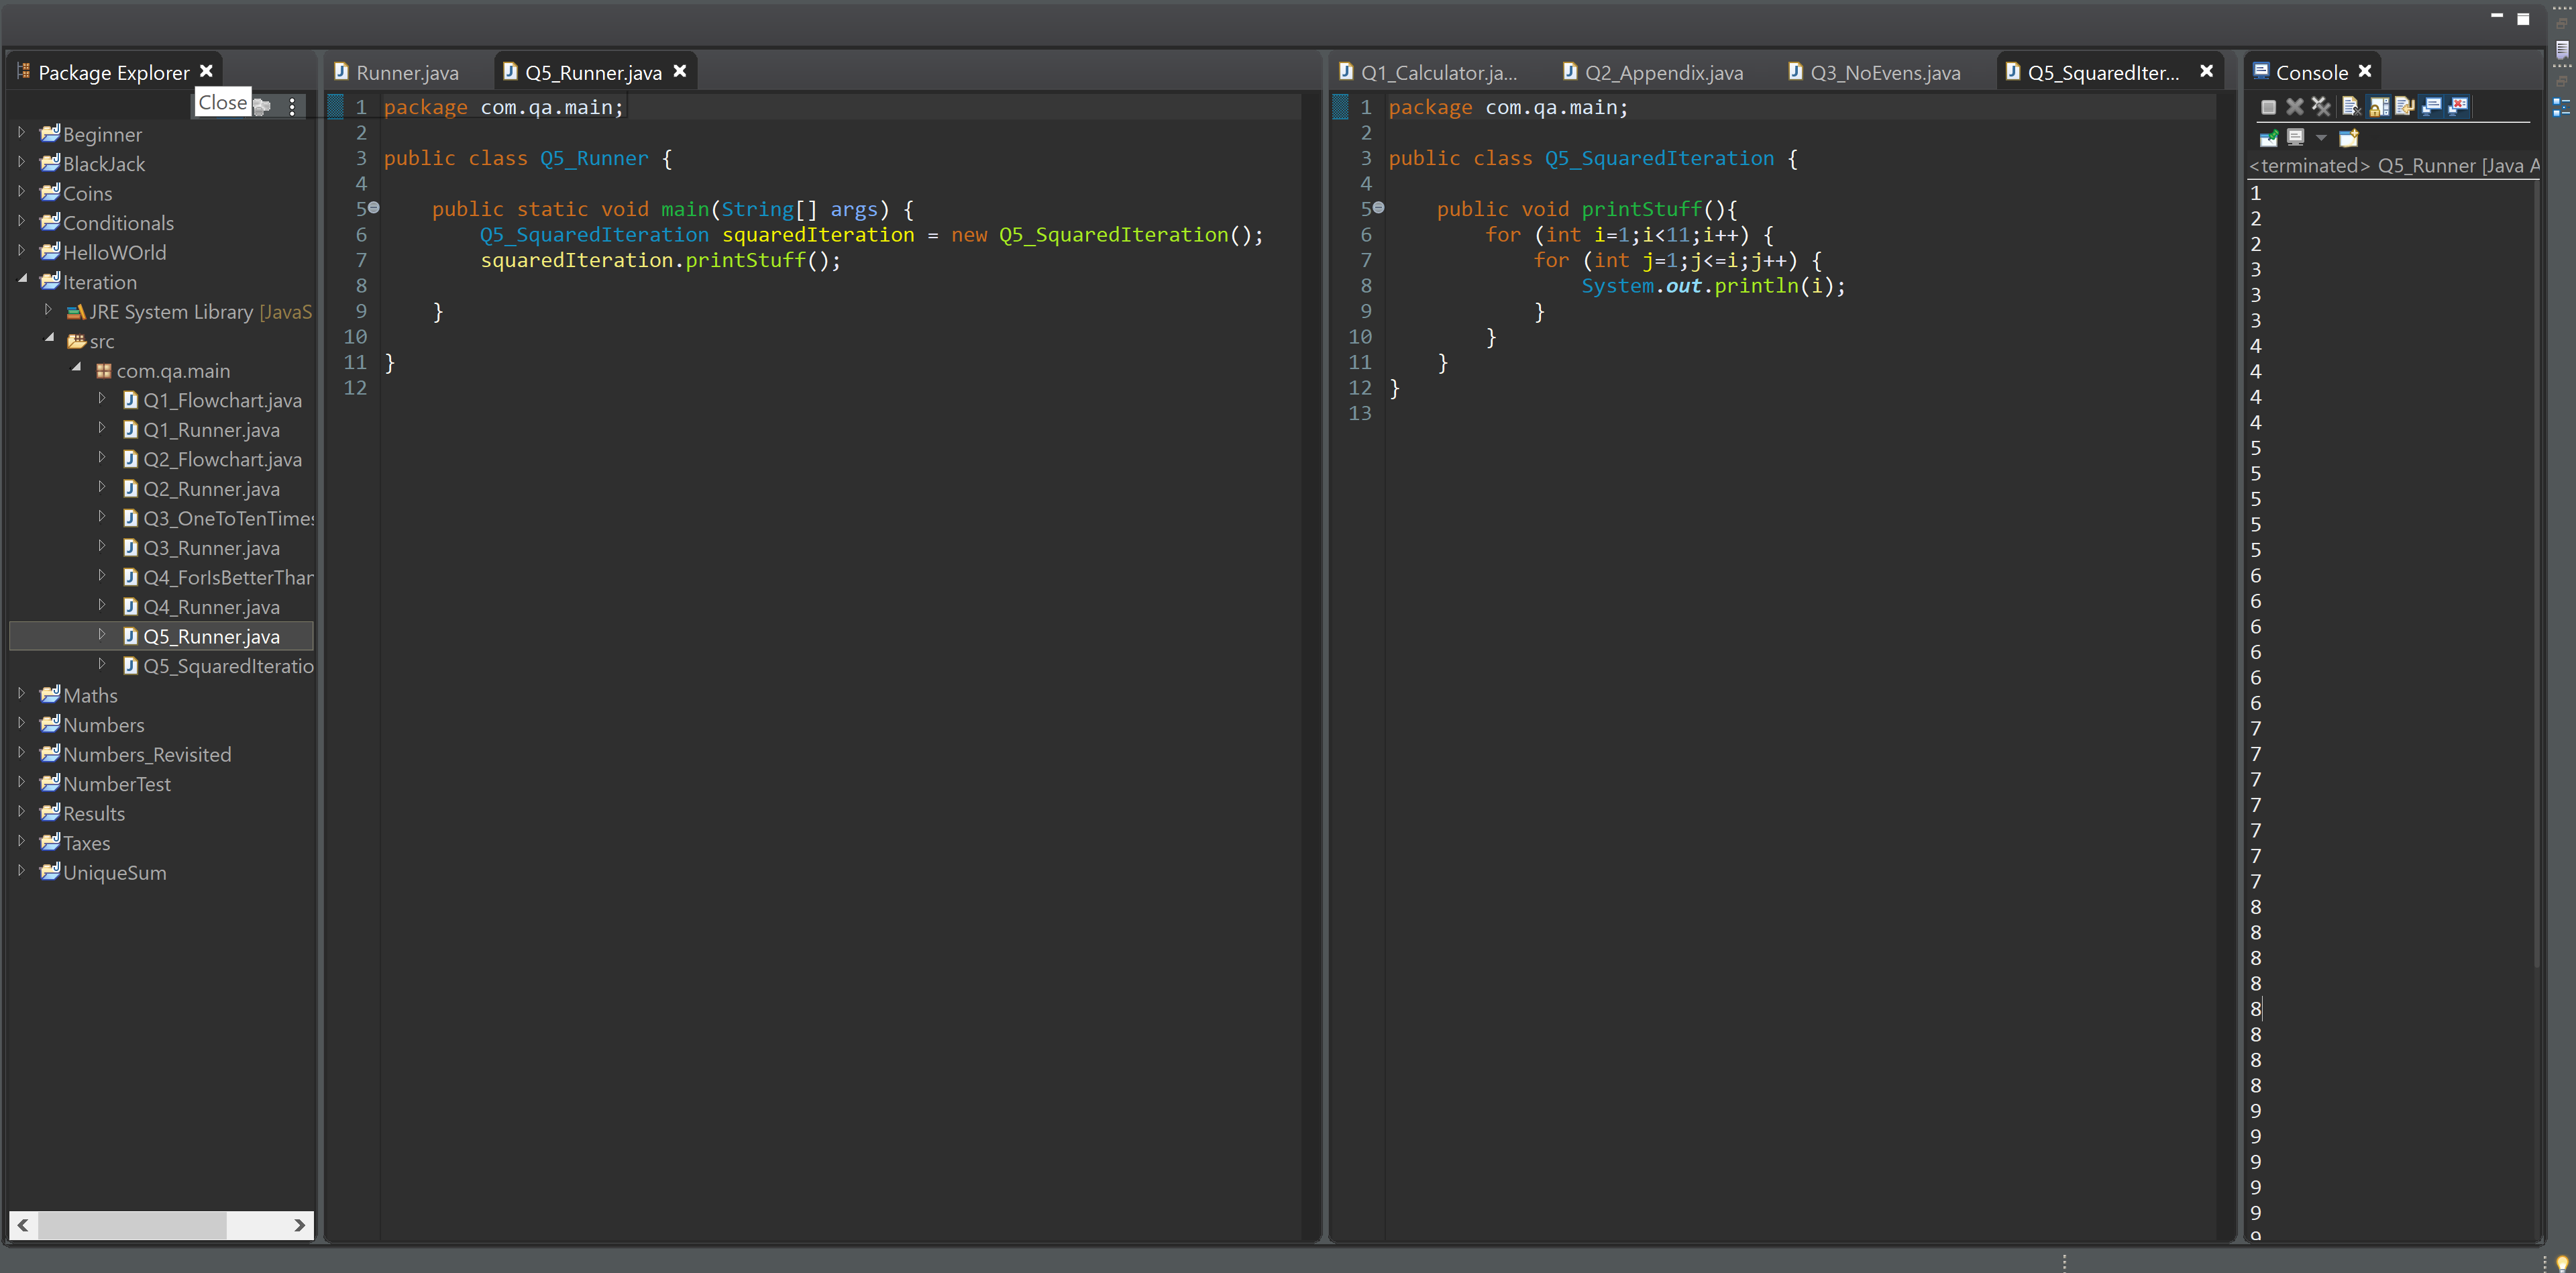 Package Explorer
Close
Beginner
BlackJack
Coins
Conditionals
HelloWOrld
Iteration
JRE System Library [JavaS
src
com.qa.main
Q1_Flowchart.java
Q1_Runner.java
Q2_Flowchart.java
Q2_Runner.java
Q3_OneToTenTimes
Q3_Runner.java
Q4_ForIsBetterThan
Q4_Runner.java
Q5_Runner.java
Q5_SquaredIteratio
Maths
Numbers
Numbers_Revisited
NumberTest
Results
Taxes
UniqueSum
Runner.java Q5_Runner.java
1 package com.qa.main;
2
3 public class Q5_Runner {
4
5 public static void main(String[] args) {
6 Q5_SquaredIteration squaredIteration = new Q5_SquaredIteration();
7 squaredIteration.printStuff();
8
9 }
10
11 }
12
Q1_Calculator.ja... Q2_Appendix.java Q3_NoEvens.java Q5_SquaredIter...
1 package com.qa.main;
2
3 public class Q5_SquaredIteration {
4
5 public void printStuff(){
6 for (int i=1;i<11;i++) {
7 for (int j=1;j<=i;j++) {
8 System.out.println(i);
9 }
10 }
11 }
12 }
13
Console
<terminated> Q5_Runner [Java A
1
2
2
3
3
3
4
4
4
4
5
5
5
5
5
6
6
6
6
6
6
7
7
7
7
7
7
7
8
8
8
8
8
8
8
8
9
9
9
9
9
9